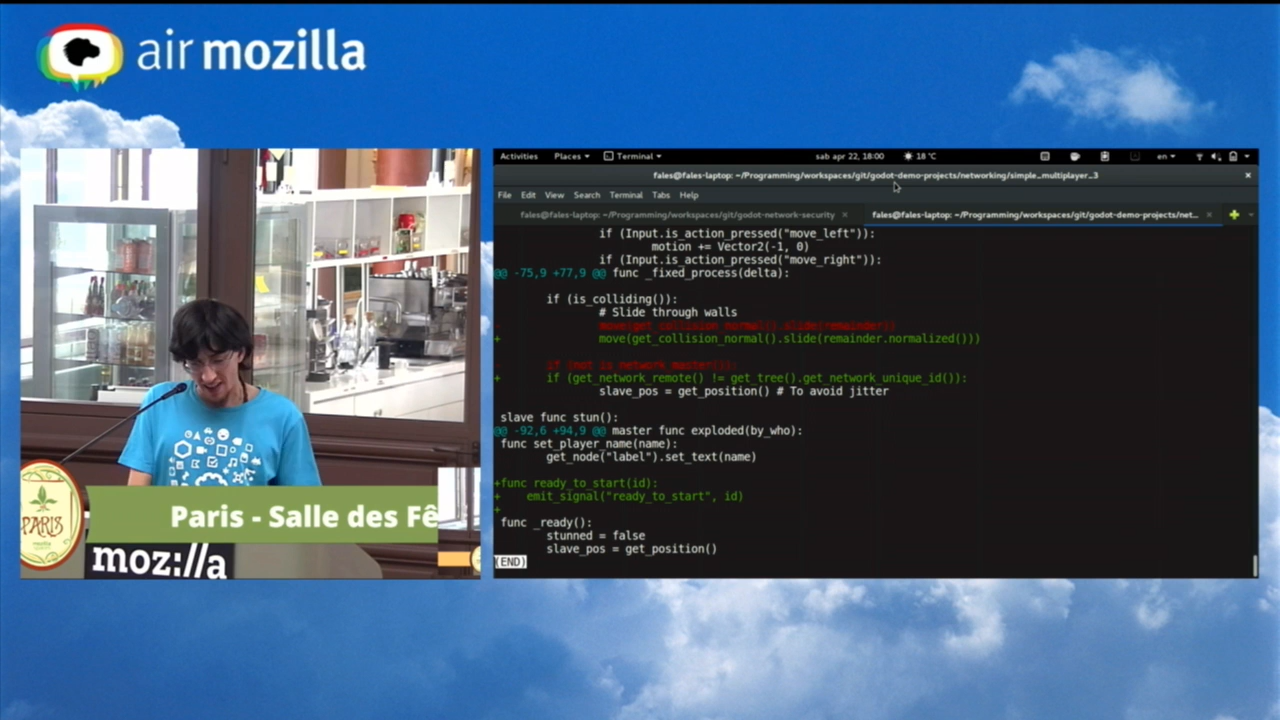 air mozilla
Activities Places Terminal sab apr 22, 18:00 18 °C en
fales@fales-laptop: ~/Programming/workspaces/git/godot-demo-projects/networking/simple_multiplayer_3
File Edit View Search Terminal Tabs Help
fales@fales-laptop: ~/Programming/workspaces/git/godot-network-security × fales@fales-laptop: ~/Programming/workspaces/git/godot-demo-projects/net... ×
if (Input.is_action_pressed("move_left")):
motion += Vector2(-1, 0)
if (Input.is_action_pressed("move_right")):
@@ -75,9 +77,9 @@ func _fixed_process(delta):
if (is_colliding()):
# Slide through walls
- move(get_collision_normal().slide(remainder))
+ move(get_collision_normal().slide(remainder.normalized()))
- if (not is_network_master()):
+ if (get_network_remote() != get_tree().get_network_unique_id()):
slave_pos = get_position() # To avoid jitter
slave func stun():
@@ -92,6 +94,9 @@ master func exploded(by_who):
func set_player_name(name):
get_node("label").set_text(name)
+func ready_to_start(id):
+ emit_signal("ready_to_start", id)
+
func _ready():
stunned = false
slave_pos = get_position()
(END)
PARIS
mozilla
Paris - Salle des Fê
moz://a